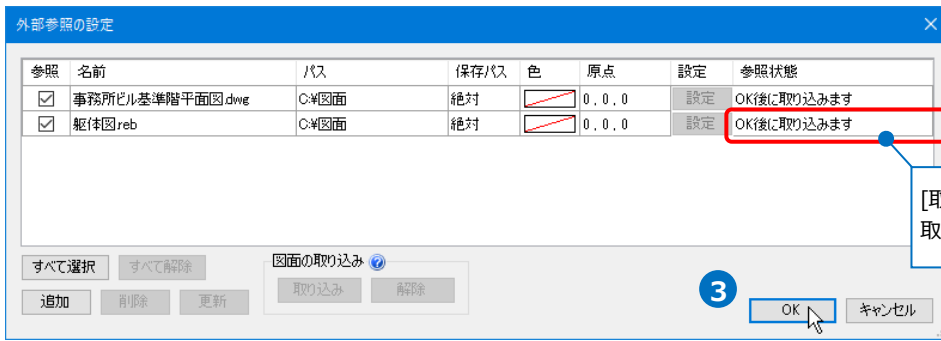 外部参照の設定
参照 名前 パス 保存パス 色 原点 設定 参照状態
事務所ビル基準階平面図.dwg C:¥図面 絶対 0, 0, 0 設定 OK後に取り込みます
躯体図.reb C:¥図面 絶対 0, 0, 0 設定 OK後に取り込みます
[取
取
すべて選択 すべて解除 図面の取り込み ?
追加 削除 更新 取り込み 解除
3
OK キャンセル